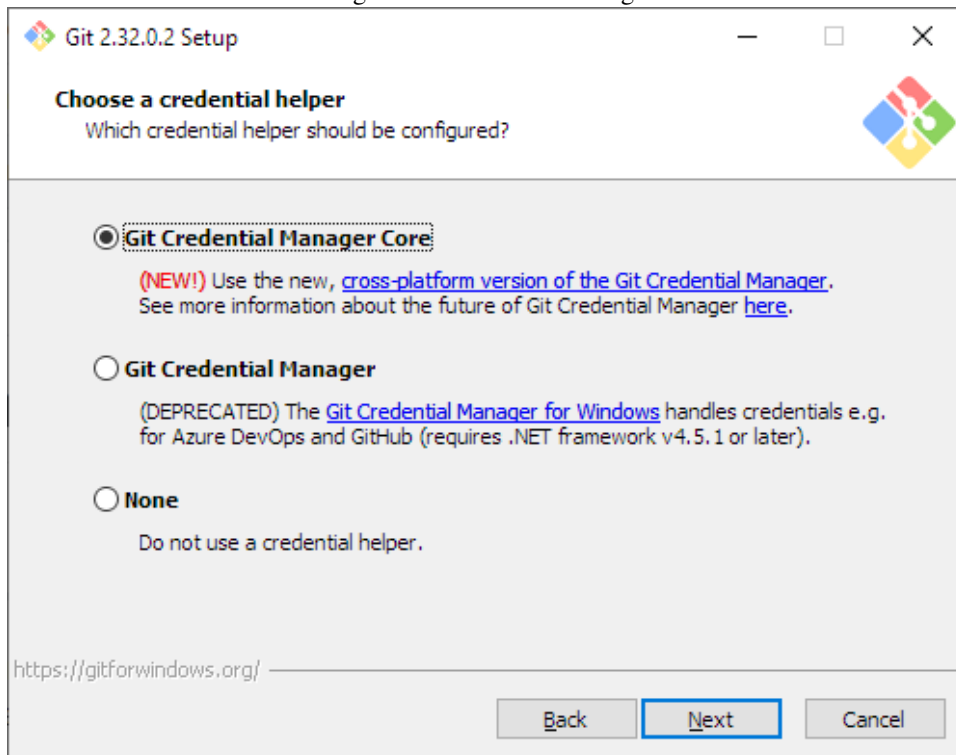 Git 2.32.0.2 Setup
Choose a credential helper
Which credential helper should be configured?
Git Credential Manager Core
(NEW!) Use the new, cross-platform version of the Git Credential Manager.
See more information about the future of Git Credential Manager here.
Git Credential Manager
(DEPRECATED) The Git Credential Manager for Windows handles credentials e.g.
for Azure DevOps and GitHub (requires .NET framework v4.5.1 or later).
None
Do not use a credential helper.
https://gitforwindows.org/
Back Next Cancel